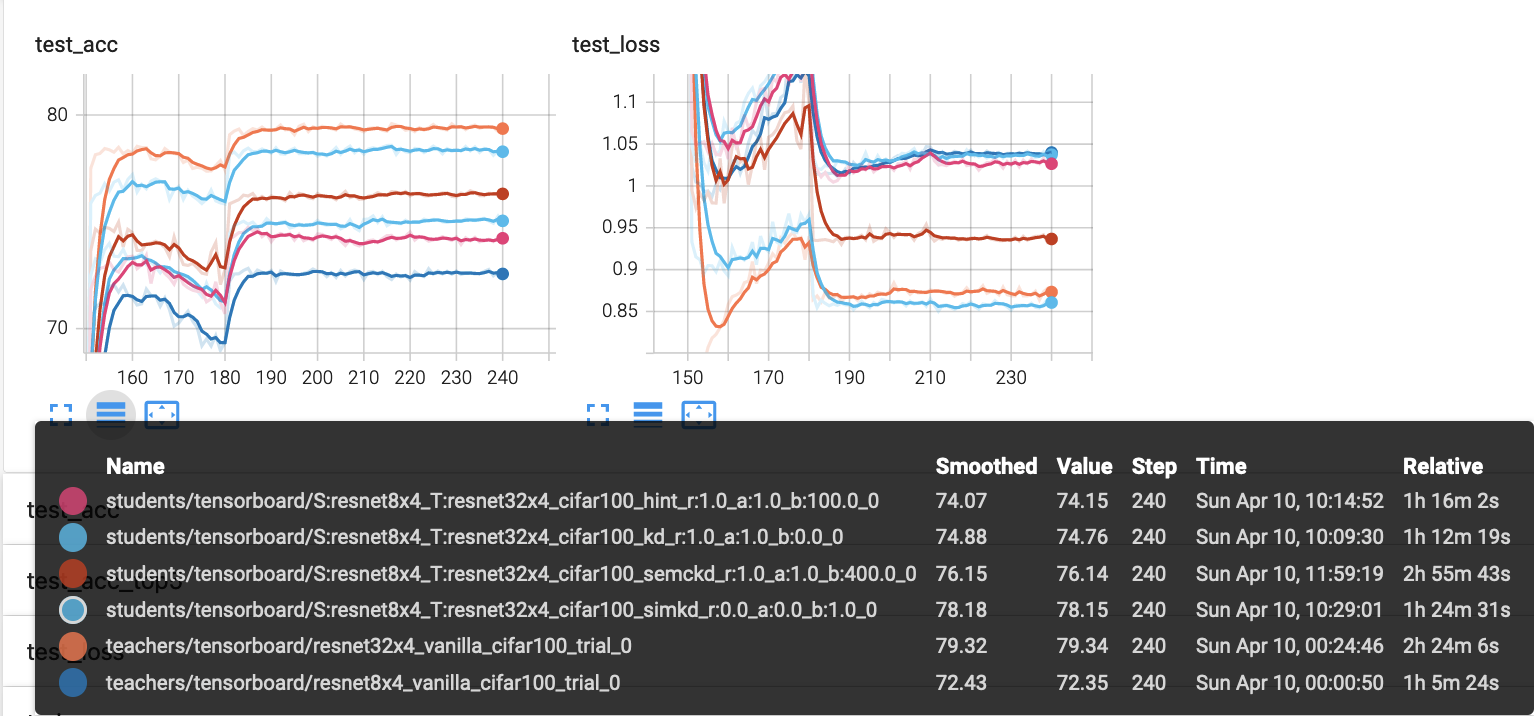 test_acc test_loss
80
70
160 170 180 190 200 210 220 230 240
1.1
1.05
1
0.95
0.9
0.85
150 170 190 210 230
Name Smoothed Value Step Time Relative
students/tensorboard/S:resnet8x4_T:resnet32x4_cifar100_hint_r:1.0_a:1.0_b:100.0_0 74.07 74.15 240 Sun Apr 10, 10:14:52 1h 16m 2s
test_acc
students/tensorboard/S:resnet8x4_T:resnet32x4_cifar100_kd_r:1.0_a:1.0_b:0.0_0 74.88 74.76 240 Sun Apr 10, 10:09:30 1h 12m 19s
students/tensorboard/S:resnet8x4_T:resnet32x4_cifar100_semckd_r:1.0_a:1.0_b:400.0_0 76.15 76.14 240 Sun Apr 10, 11:59:19 2h 55m 43s
test_acc_top5
students/tensorboard/S:resnet8x4_T:resnet32x4_cifar100_simkd_r:0.0_a:0.0_b:1.0_0 78.18 78.15 240 Sun Apr 10, 10:29:01 1h 24m 31s
teachers/tensorboard/resnet32x4_vanilla_cifar100_trial_0 79.32 79.34 240 Sun Apr 10, 00:24:46 2h 24m 6s
test_loss
teachers/tensorboard/resnet8x4_vanilla_cifar100_trial_0 72.43 72.35 240 Sun Apr 10, 00:00:50 1h 5m 24s